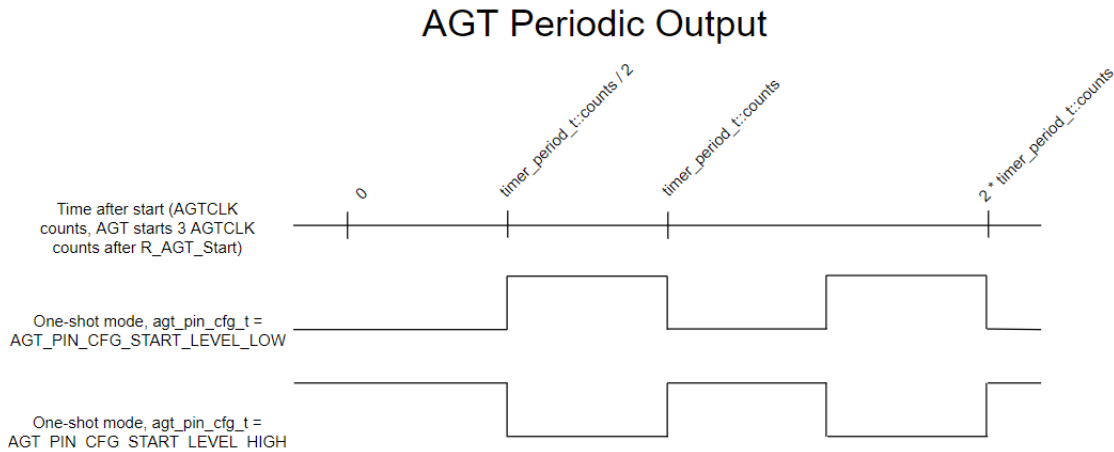 AGT Periodic Output
0
timer_period_t::counts / 2
timer_period_t::counts
2 * timer_period_t::counts
Time after start (AGTCLK
counts, AGT starts 3 AGTCLK
counts after R_AGT_Start)
One-shot mode, agt_pin_cfg_t =
AGT_PIN_CFG_START_LEVEL_LOW
One-shot mode, agt_pin_cfg_t =
AGT_PIN_CFG_START_LEVEL_HIGH